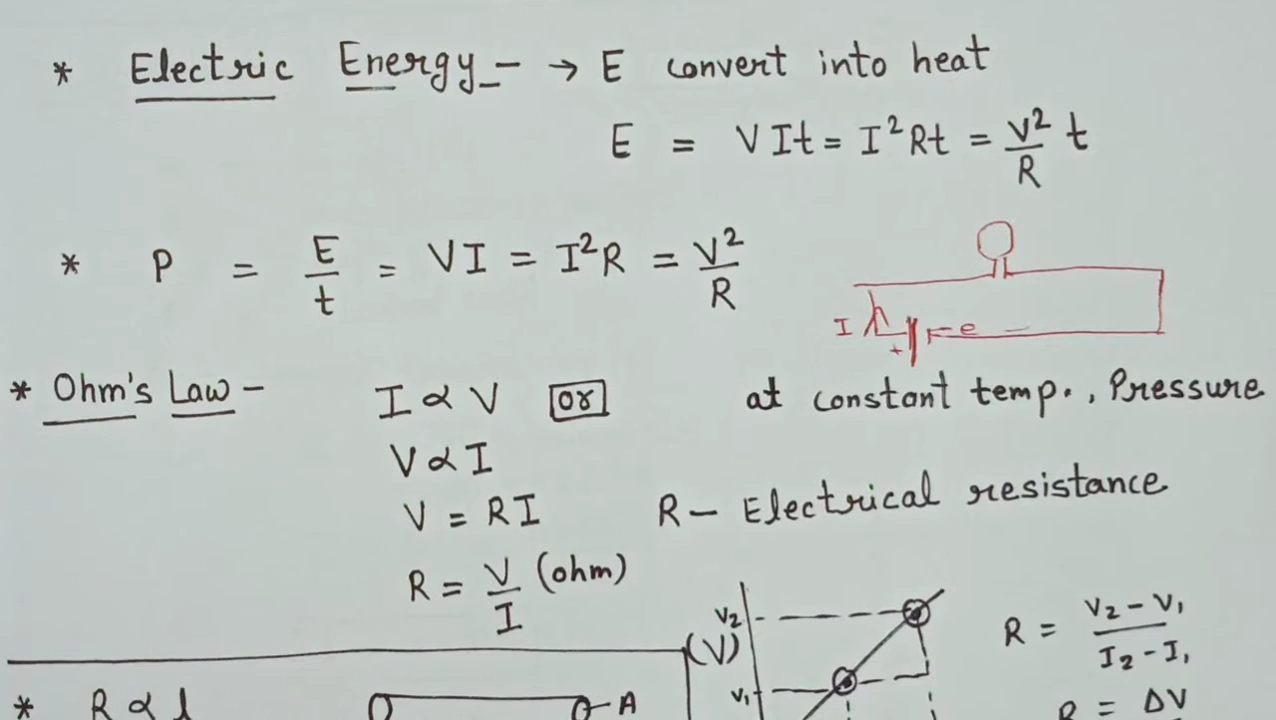 * Electric Energy - → E convert into heat
E = VIt = I²Rt = V²/R t
* P = E/t = VI = I²R = V²/R
I + e
* Ohm's Law - I ∝ V or at constant temp., Pressure
V ∝ I
V = RI R - Electrical resistance
R = V/I (ohm)
V₂ (V) R = V₂ - V₁ / I₂ - I₁
V₁ R = ΔV
* R ∝ l A